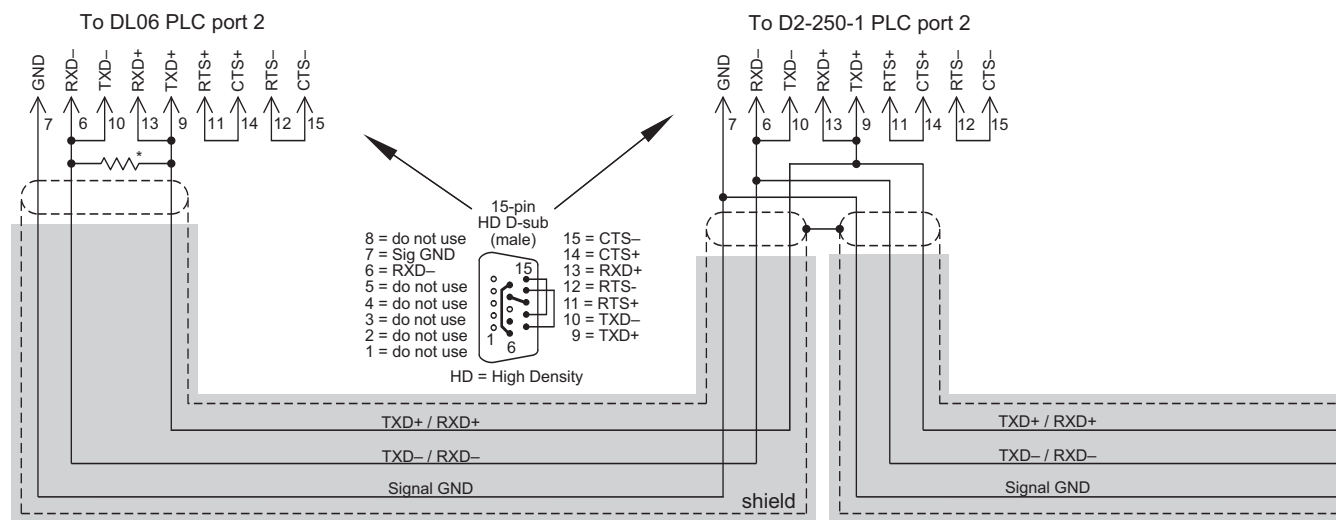 To DL06 PLC port 2
GND RXD– TXD– RXD+ TXD+ RTS+ CTS+ RTS– CTS–
7 6 10 13 9 11 14 12 15
*
To D2-250-1 PLC port 2
GND RXD– TXD– RXD+ TXD+ RTS+ CTS+ RTS– CTS–
7 6 10 13 9 11 14 12 15
15-pin
HD D-sub
(male)
8 = do not use
7 = Sig GND
6 = RXD–
5 = do not use
4 = do not use
3 = do not use
2 = do not use
1 = do not use
15
1
6
15 = CTS–
14 = CTS+
13 = RXD+
12 = RTS-
11 = RTS+
10 = TXD–
9 = TXD+
HD = High Density
TXD+ / RXD+
TXD– / RXD–
Signal GND
shield
TXD+ / RXD+
TXD– / RXD–
Signal GND